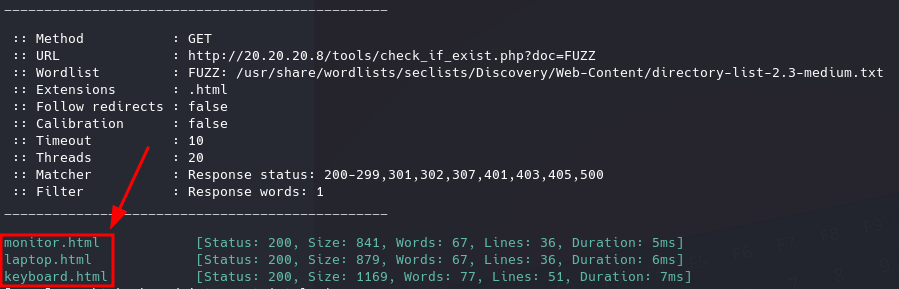 ________________________________________________
:: Method           : GET
:: URL              : http://20.20.20.8/tools/check_if_exist.php?doc=FUZZ
:: Wordlist         : FUZZ: /usr/share/wordlists/seclists/Discovery/Web-Content/directory-list-2.3-medium.txt
:: Extensions       : .html
:: Follow redirects : false
:: Calibration      : false
:: Timeout          : 10
:: Threads          : 20
:: Matcher          : Response status: 200-299,301,302,307,401,403,405,500
:: Filter           : Response words: 1
________________________________________________
monitor.html            [Status: 200, Size: 841, Words: 67, Lines: 36, Duration: 5ms]
laptop.html             [Status: 200, Size: 879, Words: 67, Lines: 36, Duration: 6ms]
keyboard.html           [Status: 200, Size: 1169, Words: 77, Lines: 51, Duration: 7ms]